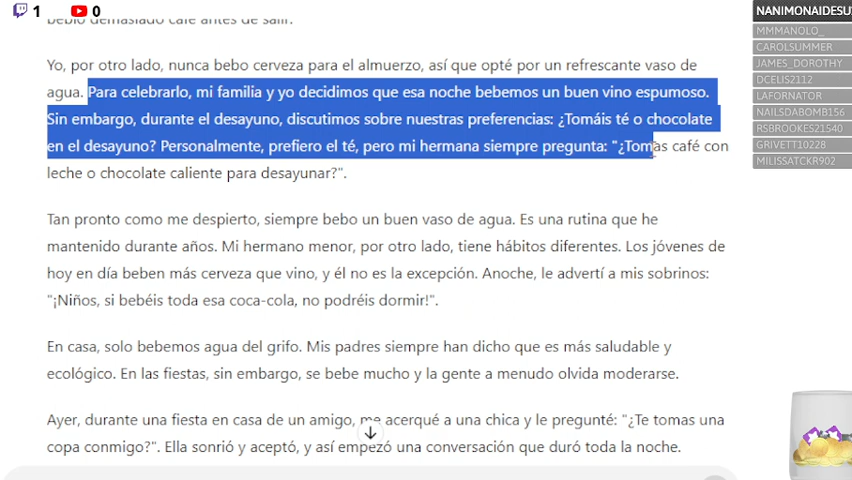 1 0
bebió demasiado café antes de salir.
Yo, por otro lado, nunca bebo cerveza para el almuerzo, así que opté por un refrescante vaso de
agua. Para celebrarlo, mi familia y yo decidimos que esa noche bebemos un buen vino espumoso.
Sin embargo, durante el desayuno, discutimos sobre nuestras preferencias: ¿Tomáis té o chocolate
en el desayuno? Personalmente, prefiero el té, pero mi hermana siempre pregunta: "¿Tomas café con
leche o chocolate caliente para desayunar?".
Tan pronto como me despierto, siempre bebo un buen vaso de agua. Es una rutina que he
mantenido durante años. Mi hermano menor, por otro lado, tiene hábitos diferentes. Los jóvenes de
hoy en día beben más cerveza que vino, y él no es la excepción. Anoche, le advertí a mis sobrinos:
"¡Niños, si bebéis toda esa coca-cola, no podréis dormir!".
En casa, solo bebemos agua del grifo. Mis padres siempre han dicho que es más saludable y
ecológico. En las fiestas, sin embargo, se bebe mucho y la gente a menudo olvida moderarse.
Ayer, durante una fiesta en casa de un amigo, me acerqué a una chica y le pregunté: "¿Te tomas una
copa conmigo?". Ella sonrió y aceptó, y así empezó una conversación que duró toda la noche.
NANIMONAIDESU
MMMANOLO_
CAROLSUMMER
JAMES_DOROTHY
DCELIS2112
LAFORNATOR
NAILSDABOMB156
RSBROOKES21540
GRIVETT10228
MILISSATCKR902